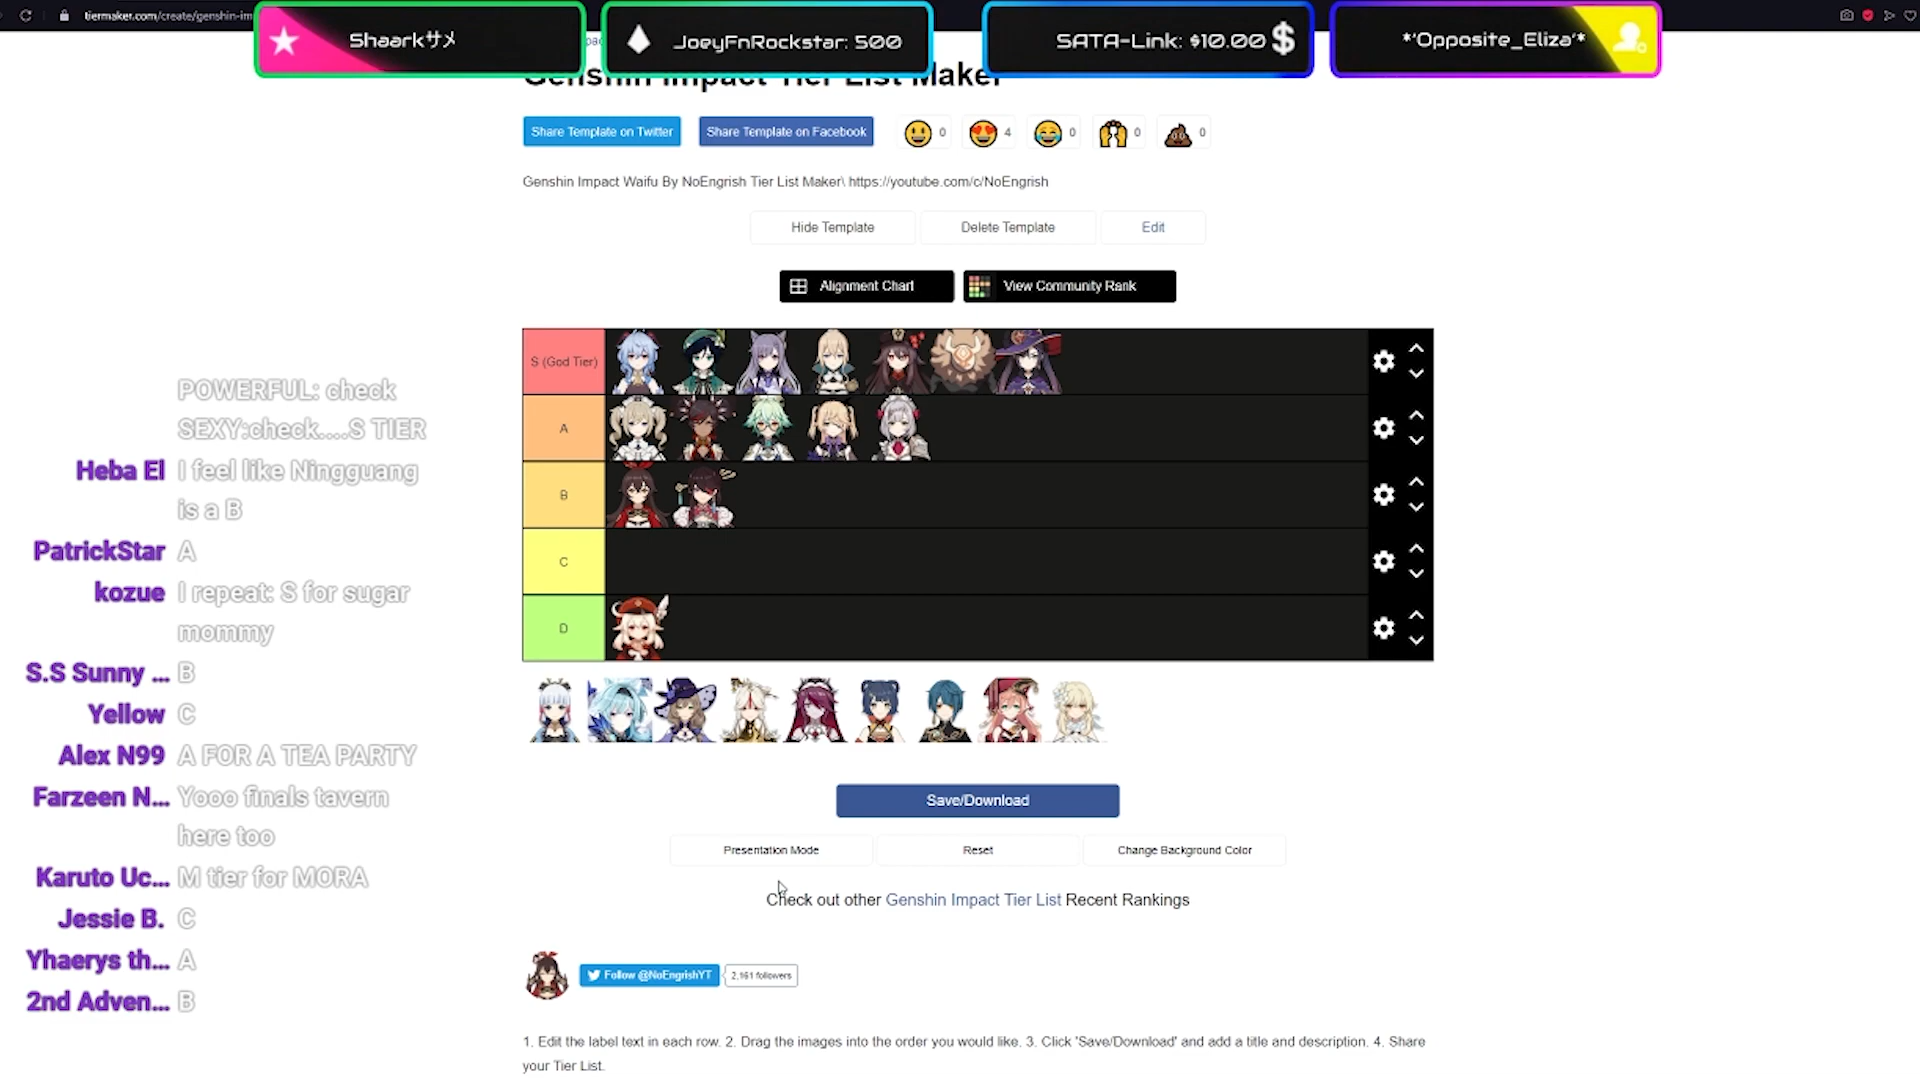 tiermaker.com/create/genshin-im
Shaarkサメ
JoeyFnRockstar: 500
SATA-Link: $10.00 $
*'Opposite_Eliza'*
Genshin Impact Tier List Maker
Share Template on Twitter
Share Template on Facebook
0
4
0
0
0
Genshin Impact Waifu By NoEngrish Tier List Maker\ https://youtube.com/c/NoEngrish
Hide Template
Delete Template
Edit
Alignment Chart
View Community Rank
S (God Tier)
A
B
C
D
POWERFUL: check
SEXY:check....S TIER
Heba El I feel like Ningguang
is a B
PatrickStar A
kozue I repeat: S for sugar
mommy
S.S Sunny ... B
Yellow C
Alex N99 A FOR A TEA PARTY
Farzeen N... Yooo finals tavern
here too
Karuto Uc... M tier for MORA
Jessie B. C
Yhaerys th... A
2nd Adven... B
Save/Download
Presentation Mode
Reset
Change Background Color
Check out other Genshin Impact Tier List Recent Rankings
Follow @NoEngrishYT
2,161 followers
1. Edit the label text in each row. 2. Drag the images into the order you would like. 3. Click 'Save/Download' and add a title and description. 4. Share
your Tier List.